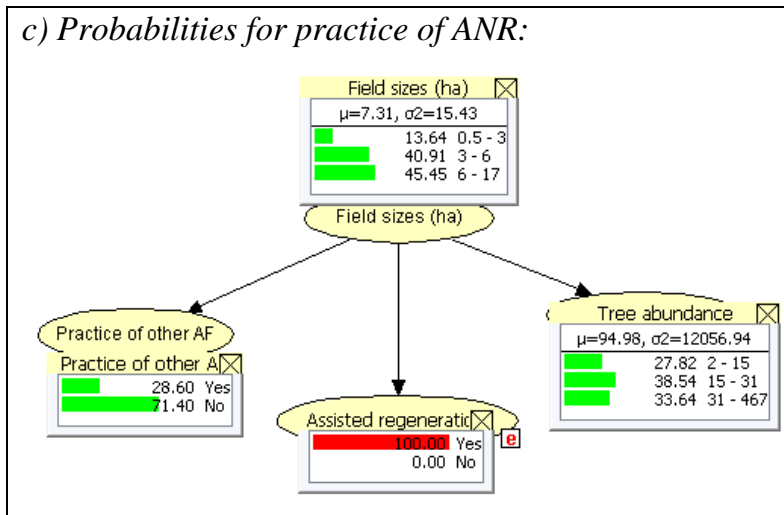 c) Probabilities for practice of ANR:
Field sizes (ha)
μ=7.31, σ2=15.43
13.64 0.5 - 3
40.91 3 - 6
45.45 6 - 17
Field sizes (ha)
Practice of other AF
Practice of other A
28.60 Yes
71.40 No
Assisted regeneratic
100.00 Yes
0.00 No
e
Tree abundance
μ=94.98, σ2=12056.94
27.82 2 - 15
38.54 15 - 31
33.64 31 - 467